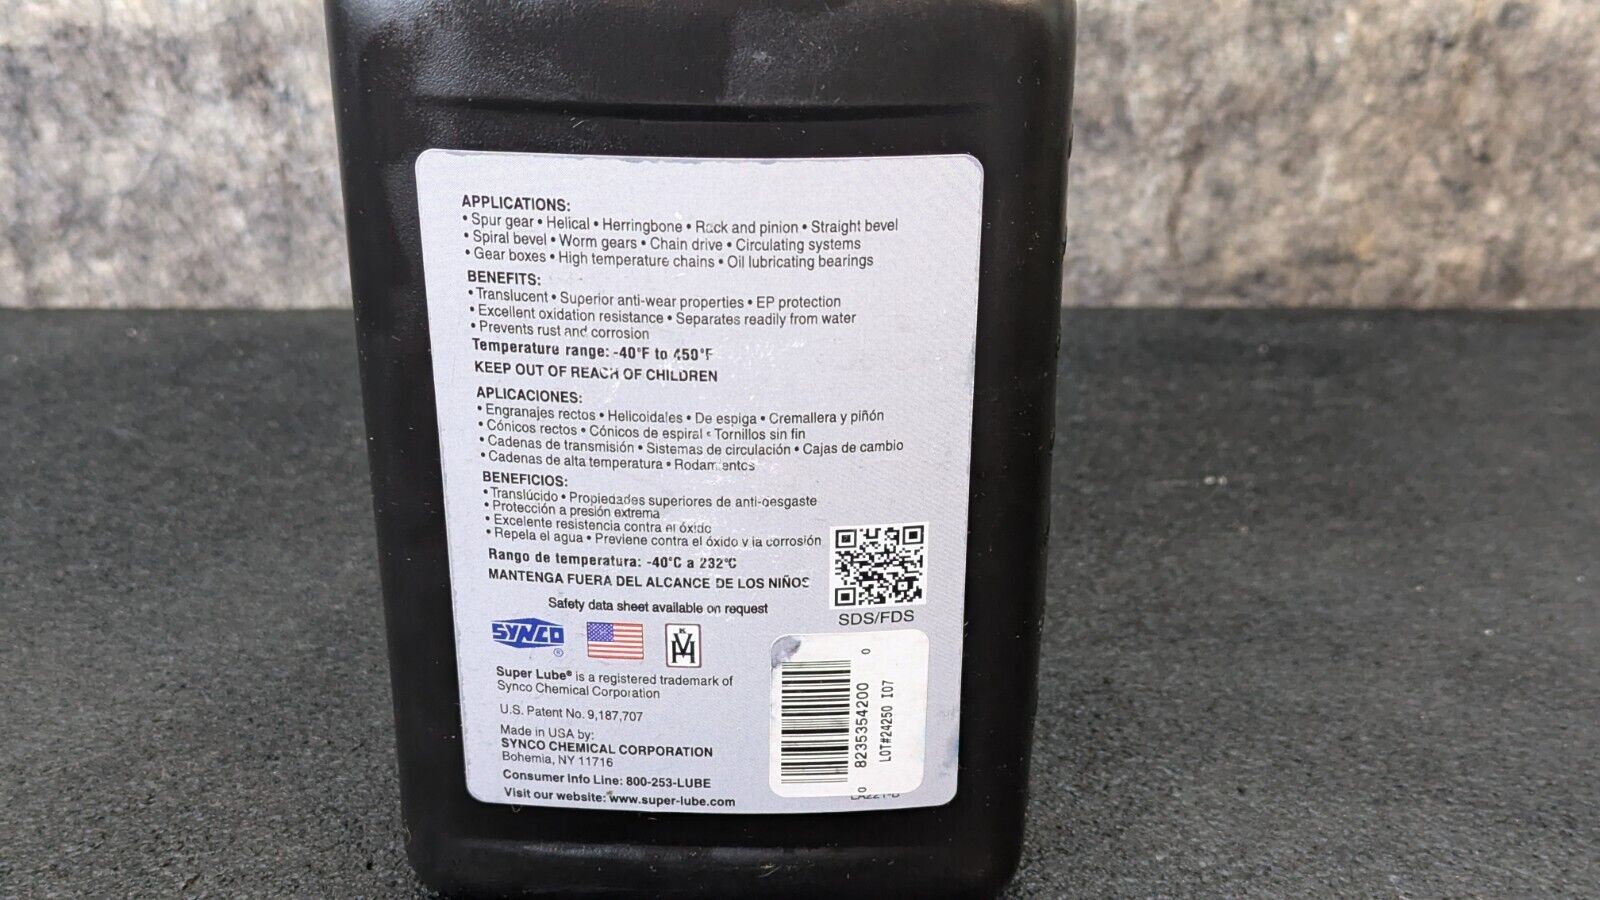 APPLICATIONS:
• Spur gear • Helical • Herringbone • Rack and pinion • Straight bevel
• Spiral bevel • Worm gears • Chain drive • Circulating systems
• Gear boxes • High temperature chains • Oil lubricating bearings
BENEFITS:
• Translucent • Superior anti-wear properties • EP protection
• Excellent oxidation resistance • Separates readily from water
• Prevents rust and corrosion
Temperature range: -40°F to 450°F
KEEP OUT OF REACH OF CHILDREN
APLICACIONES:
• Engranajes rectos • Helicoidales • De espiga • Cremallera y piñón
• Cónicos rectos • Cónicos de espiral • Tornillos sin fin
• Cadenas de transmisión • Sistemas de circulación • Cajas de cambio
• Cadenas de alta temperatura • Rodamientos
BENEFICIOS:
• Translúcido • Propiedades superiores de anti-desgaste
• Protección a presión extrema
• Excelente resistencia contra el óxido
• Repela el agua • Previene contra el óxido y la corrosión
Rango de temperatura: -40°C a 232°C
MANTENGA FUERA DEL ALCANCE DE LOS NIÑOS
Safety data sheet available on request
SDS/FDS
SYNCO®
K
VH
Super Lube® is a registered trademark of
Synco Chemical Corporation
U.S. Patent No. 9,187,707
Made in USA by:
SYNCO CHEMICAL CORPORATION
Bohemia, NY 11716
Consumer Info Line: 800-253-LUBE
Visit our website: www.super-lube.com
0 8235354200 0
LOT#24250 I07